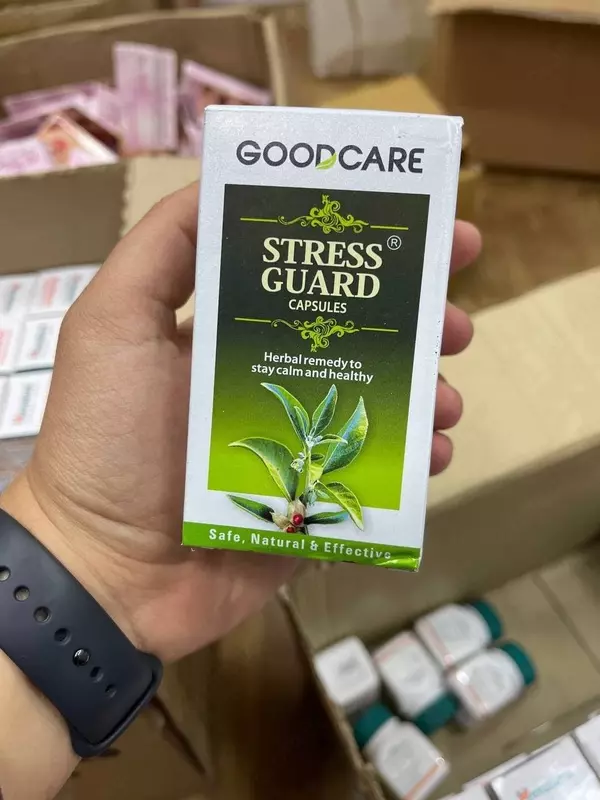 GOODCARE
STRESS®
GUARD
CAPSULES
Herbal remedy to
stay calm and healthy
Safe, Natural & Effective